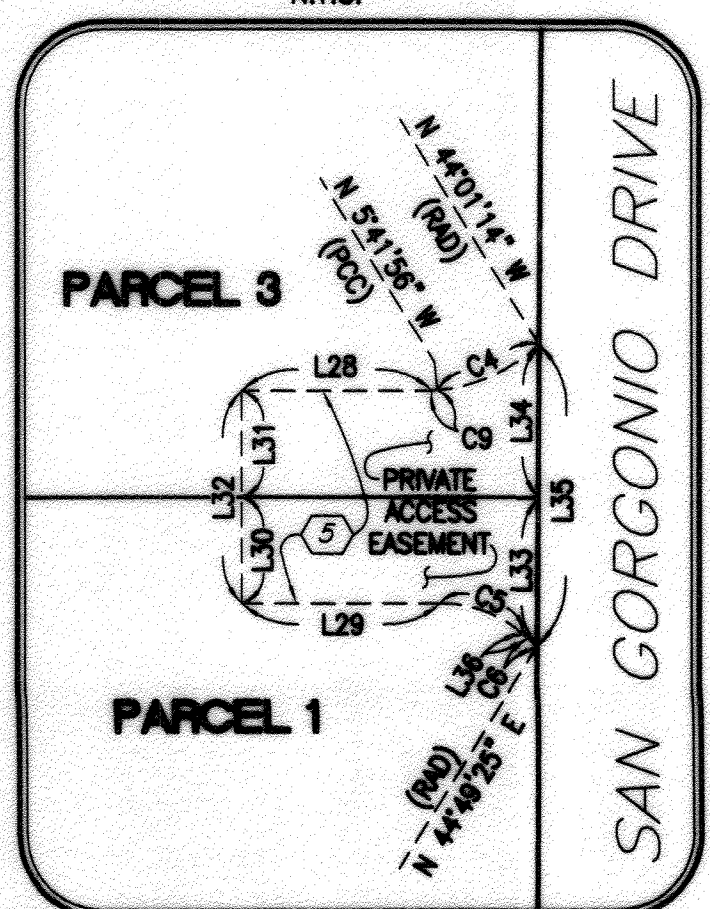 N 44°01'14" W
(RAD)
N 5°41'56" W
(PCC)
SAN GORGONIO DRIVE
PARCEL 3
L28
C4
L31
L34
C9
L32
PRIVATE
ACCESS
EASEMENT
L35
5
L30
L33
C5
L29
L36
C6
PARCEL 1
(RAD)
N 44°49'25" E